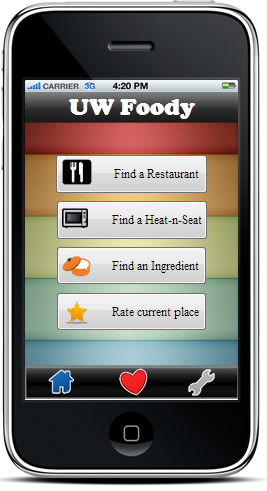 CARRIER 3G 4:20 PM
UW Foody
Find a Restaurant
Find a Heat-n-Seat
Find an Ingredient
Rate current place